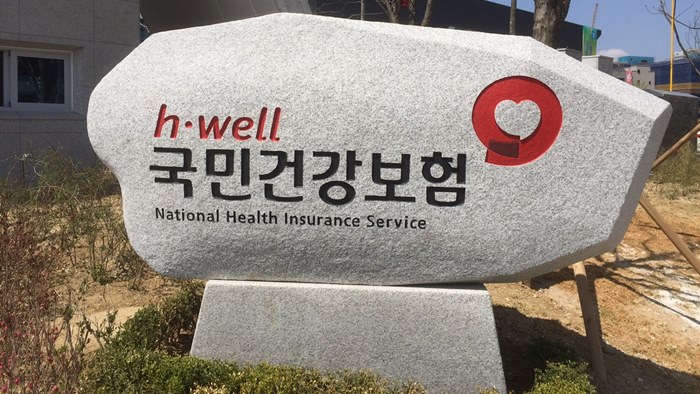 h·well
국민건강보험
National Health Insurance Service